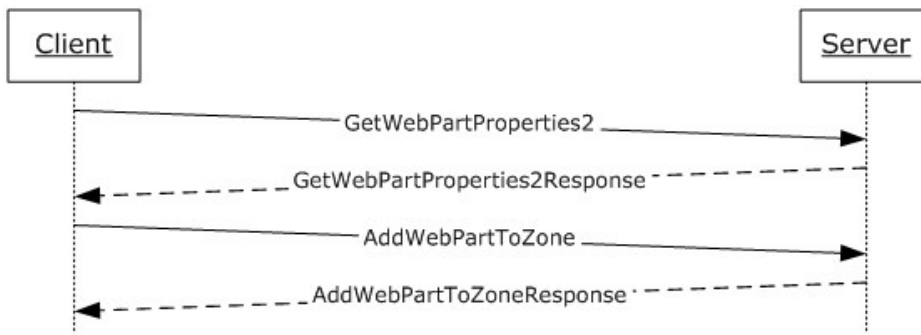 Client
Server
GetWebPartProperties2
GetWebPartProperties2Response
AddWebPartToZone
AddWebPartToZoneResponse